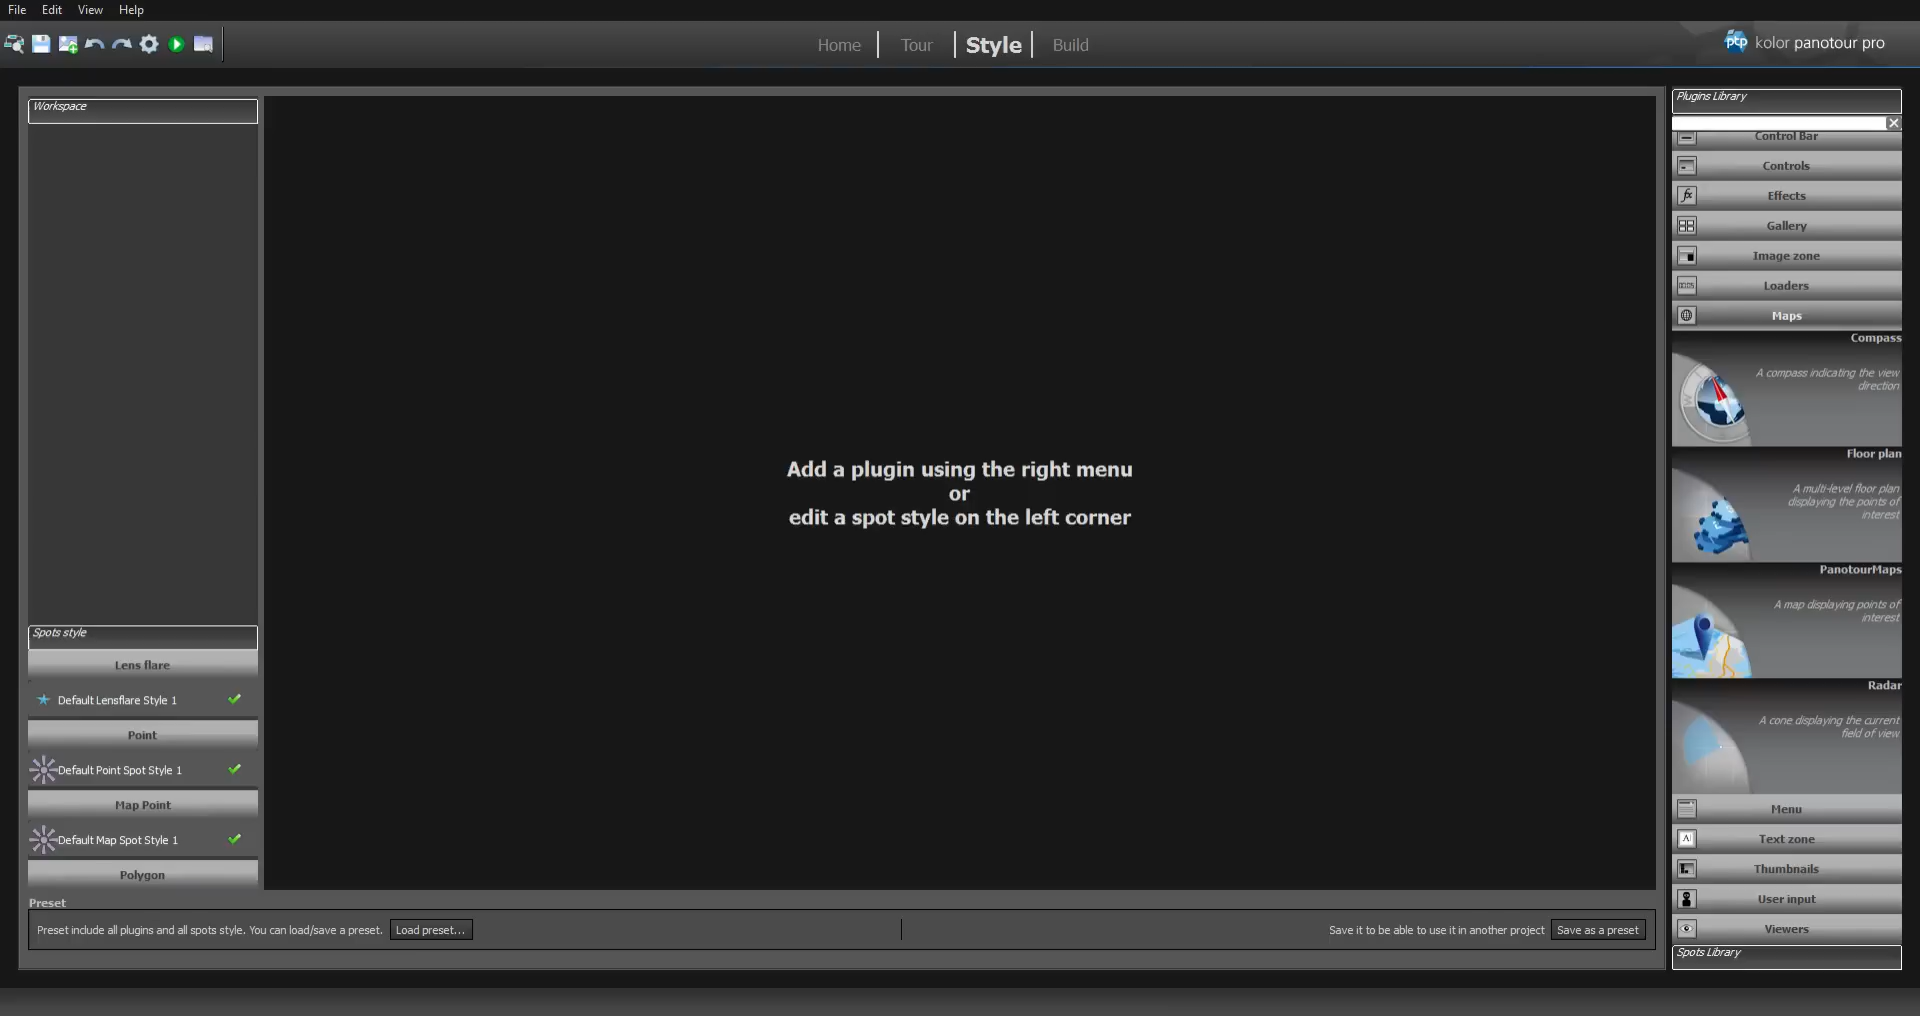 File Edit View Help
Home Tour Style Build
ptp kolor panotour pro
Workspace
Add a plugin using the right menu
or
edit a spot style on the left corner
Spots style
Lens flare
Default Lensflare Style 1
Point
Default Point Spot Style 1
Map Point
Default Map Spot Style 1
Polygon
Preset
Preset include all plugins and all spots style. You can load/save a preset. Load preset...
Save it to be able to use it in another project Save as a preset
Plugins Library
Control Bar
Controls
Effects
Gallery
Image zone
Loaders
Maps
Compass
A compass indicating the view
direction
Floor plan
A multi-level floor plan
displaying the points of
interest
PanotourMaps
A map displaying points of
interest
Radar
A cone displaying the current
field of view
Menu
Text zone
Thumbnails
User input
Viewers
Spots Library